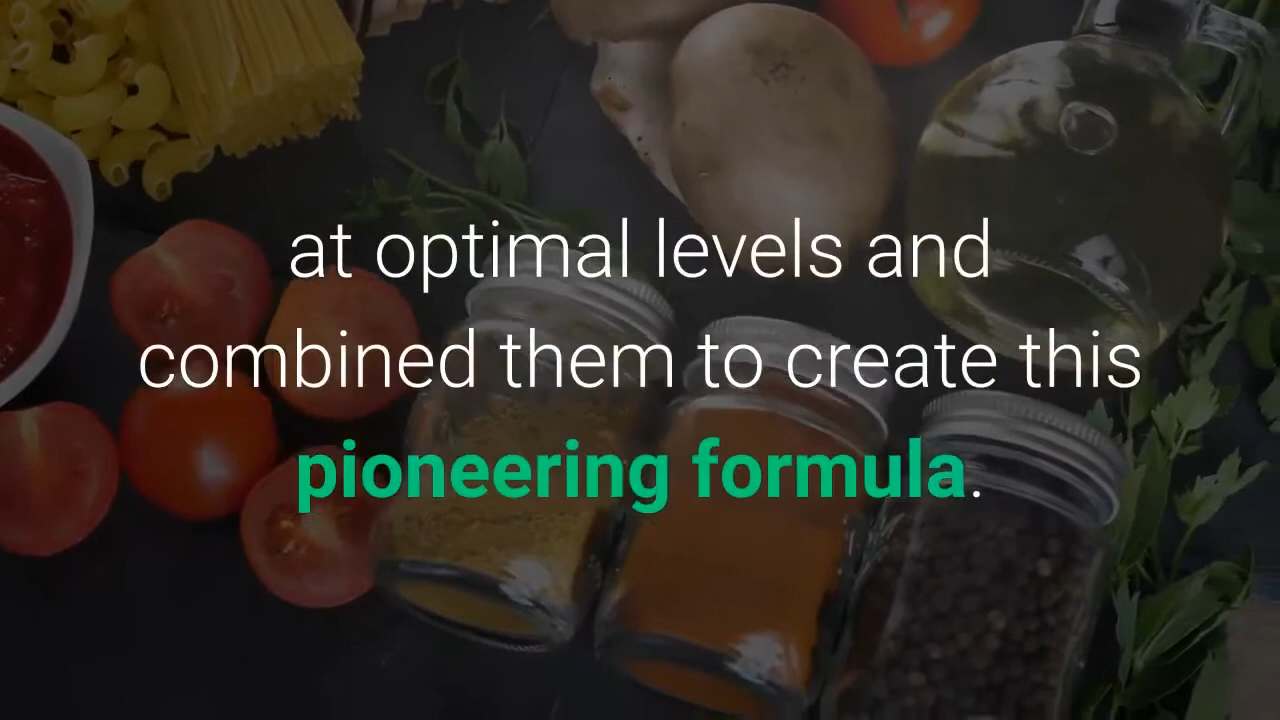 at optimal levels and
combined them to create this
pioneering formula.